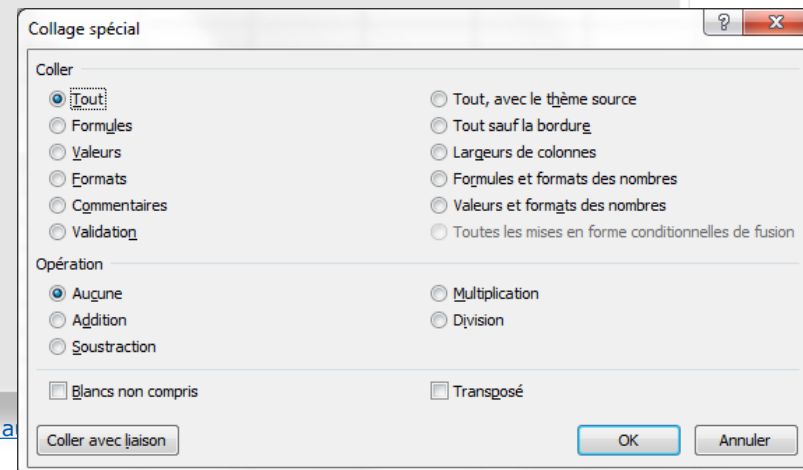 Collage spécial
Coller
Tout
Formules
Valeurs
Formats
Commentaires
Validation
Tout, avec le thème source
Tout sauf la bordure
Largeurs de colonnes
Formules et formats des nombres
Valeurs et formats des nombres
Toutes les mises en forme conditionnelles de fusion
Opération
Aucune
Addition
Soustraction
Multiplication
Division
Blancs non compris
Transposé
Coller avec liaison
OK
Annuler